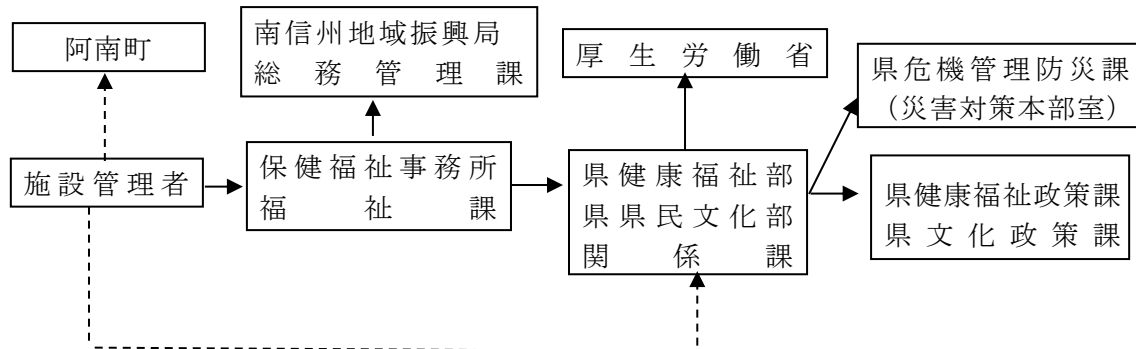 阿南町
南信州地域振興局
総務管理課
厚生労働省
県危機管理防災課
（災害対策本部室）
施設管理者
保健福祉事務所
福祉課
県健康福祉部
県県民文化部
関係課
県健康福祉政策課
県文化政策課